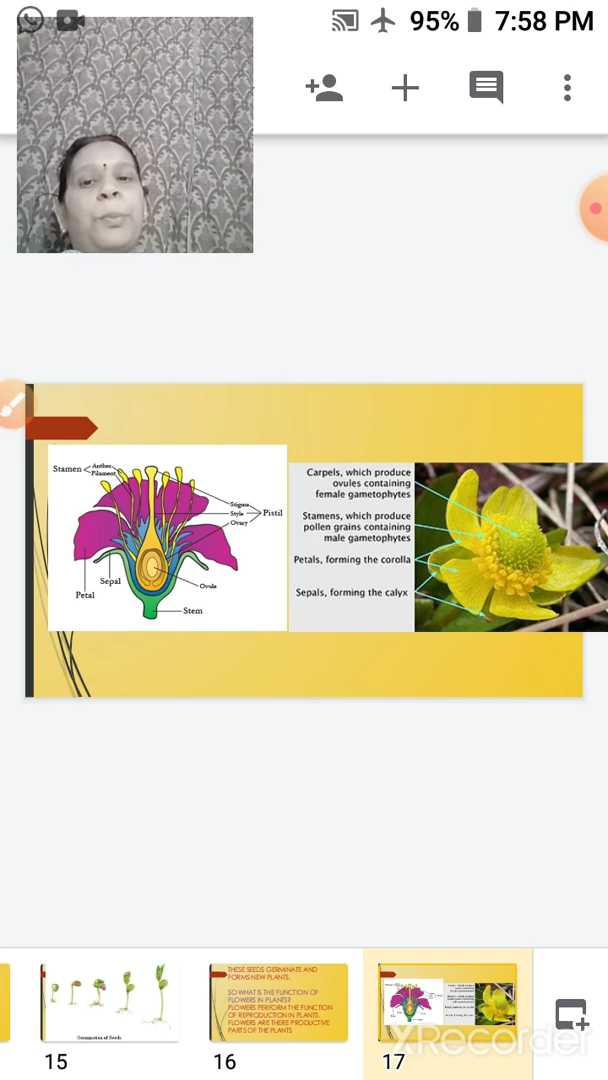 95% 7:58 PM
Stamen
Anther
Filament
Stigma
Style
Pistil
Ovary
Sepal
Ovule
Petal
Stem
Carpels, which produce
ovules containing
female gametophytes
Stamens, which produce
pollen grains containing
male gametophytes
Petals, forming the corolla
Sepals, forming the calyx
Germination of Seeds
THESE SEEDS GERMINATE AND
FORMS NEW PLANTS.
SO WHAT IS THE FUNCTION OF
FLOWERS IN PLANTS?
FLOWERS PERFORM THE FUNCTION
OF REPRODUCTION IN PLANTS.
FLOWERS ARE THERE PRODUCTIVE
PARTS OF THE PLANTS
15
16
17
XRecorder